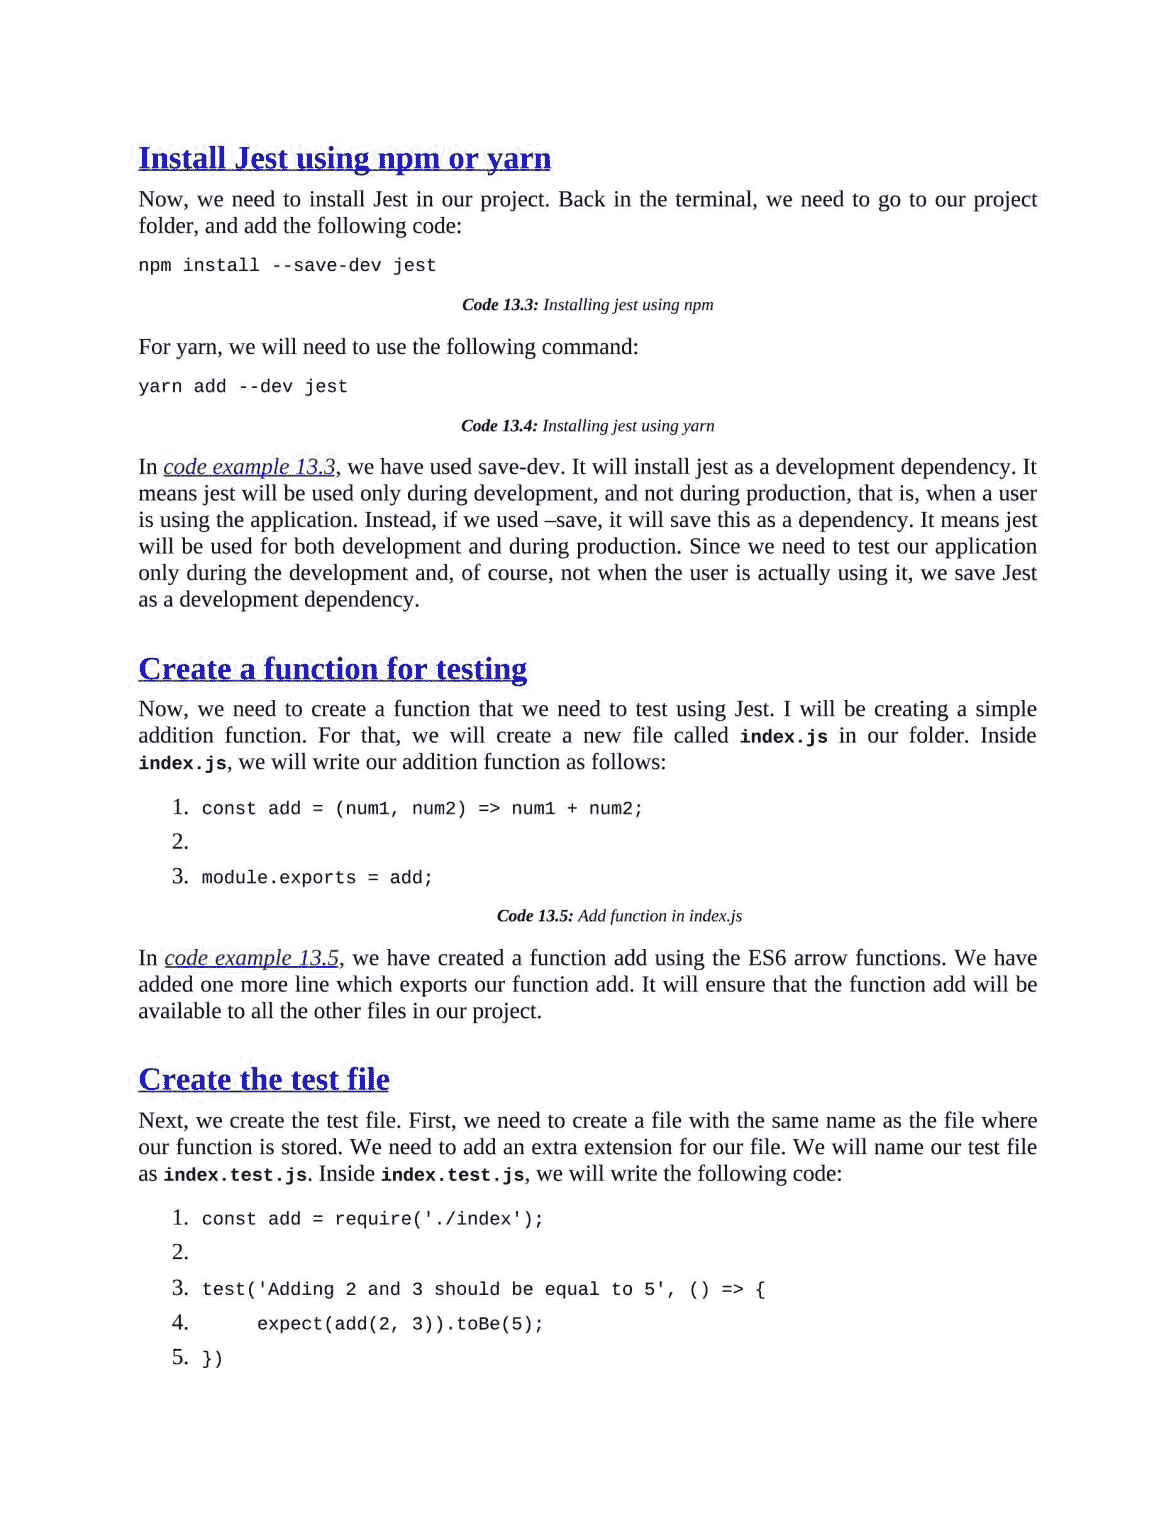 Install Jest using npm or yarn
Now, we need to install Jest in our project. Back in the terminal, we need to go to our project
folder, and add the following code:
npm install --save-dev jest
Code 13.3: Installing jest using npm
For yarn, we will need to use the following command:
yarn add --dev jest
Code 13.4: Installing jest using yarn
In code example 13.3, we have used save-dev. It will install jest as a development dependency. It
means jest will be used only during development, and not during production, that is, when a user
is using the application. Instead, if we used –save, it will save this as a dependency. It means jest
will be used for both development and during production. Since we need to test our application
only during the development and, of course, not when the user is actually using it, we save Jest
as a development dependency.
Create a function for testing
Now, we need to create a function that we need to test using Jest. I will be creating a simple
addition function. For that, we will create a new file called index.js in our folder. Inside
index.js, we will write our addition function as follows:
1. const add = (num1, num2) => num1 + num2;
2.
3. module.exports = add;
Code 13.5: Add function in index.js
In code example 13.5, we have created a function add using the ES6 arrow functions. We have
added one more line which exports our function add. It will ensure that the function add will be
available to all the other files in our project.
Create the test file
Next, we create the test file. First, we need to create a file with the same name as the file where
our function is stored. We need to add an extra extension for our file. We will name our test file
as index.test.js. Inside index.test.js, we will write the following code:
1. const add = require('./index');
2.
3. test('Adding 2 and 3 should be equal to 5', () => {
4.      expect(add(2, 3)).toBe(5);
5. })